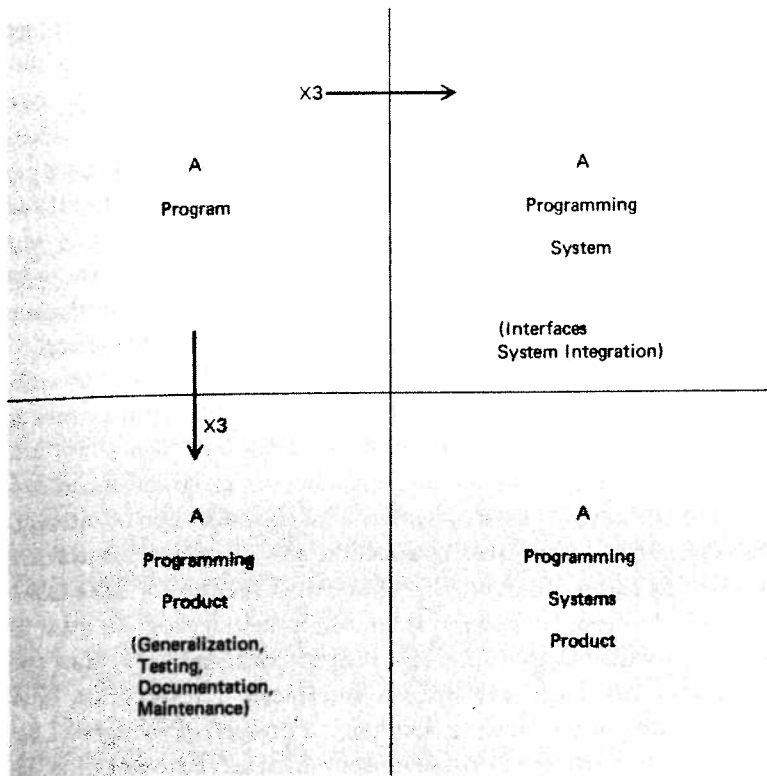 X3
A
Program
A
Programming
System
(Interfaces
System Integration)
X3
A
Programming
Product
(Generalization,
Testing,
Documentation,
Maintenance)
A
Programming
Systems
Product